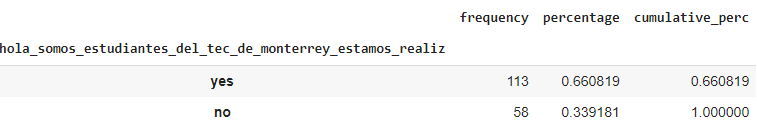 frequency percentage cumulative_perc
hola_somos_estudiantes_del_tec_de_monterrey_estamos_realiz
yes 113 0.660819 0.660819
no 58 0.339181 1.000000